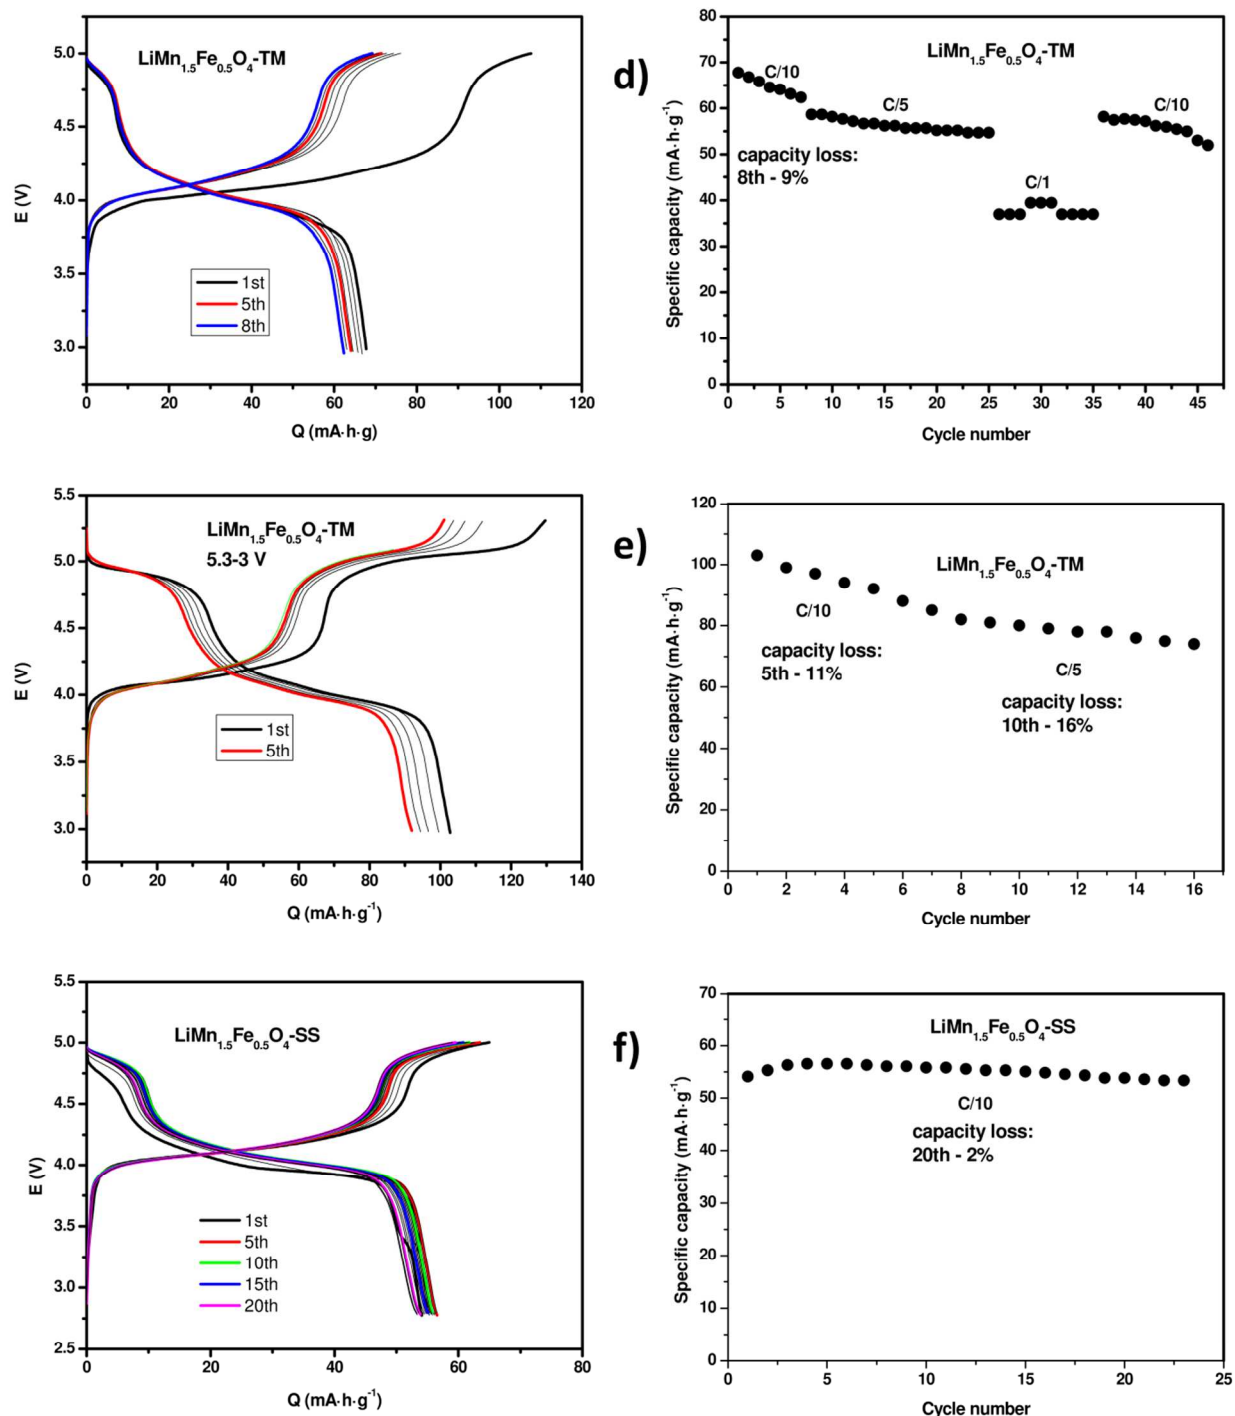 LiMn1.5Fe0.5O4-TM
5.0
4.5
4.0
3.5
3.0
E (V)
1st
5th
8th
0 20 40 60 80 100 120
Q (mA·h·g)
d)
LiMn1.5Fe0.5O4-TM
80
70
60
50
40
30
20
10
0
Specific capacity (mA·h·g-1)
C/10
C/5
C/10
capacity loss:
8th - 9%
C/1
0 5 10 15 20 25 30 35 40 45
Cycle number
5.5
5.0
4.5
4.0
3.5
3.0
E (V)
LiMn1.5Fe0.5O4-TM
5.3-3 V
1st
5th
0 20 40 60 80 100 120 140
Q (mA·h·g-1)
e)
120
100
80
60
40
20
0
Specific capacity (mA·h·g-1)
LiMn1.5Fe0.5O4-TM
C/10
capacity loss:
5th - 11%
C/5
capacity loss:
10th - 16%
0 2 4 6 8 10 12 14 16
Cycle number
5.5
5.0
4.5
4.0
3.5
3.0
2.5
E (V)
LiMn1.5Fe0.5O4-SS
1st
5th
10th
15th
20th
0 20 40 60 80
Q (mA·h·g-1)
f)
70
60
50
40
30
20
10
0
Specific capacity (mA·h·g-1)
LiMn1.5Fe0.5O4-SS
C/10
capacity loss:
20th - 2%
0 5 10 15 20 25
Cycle number